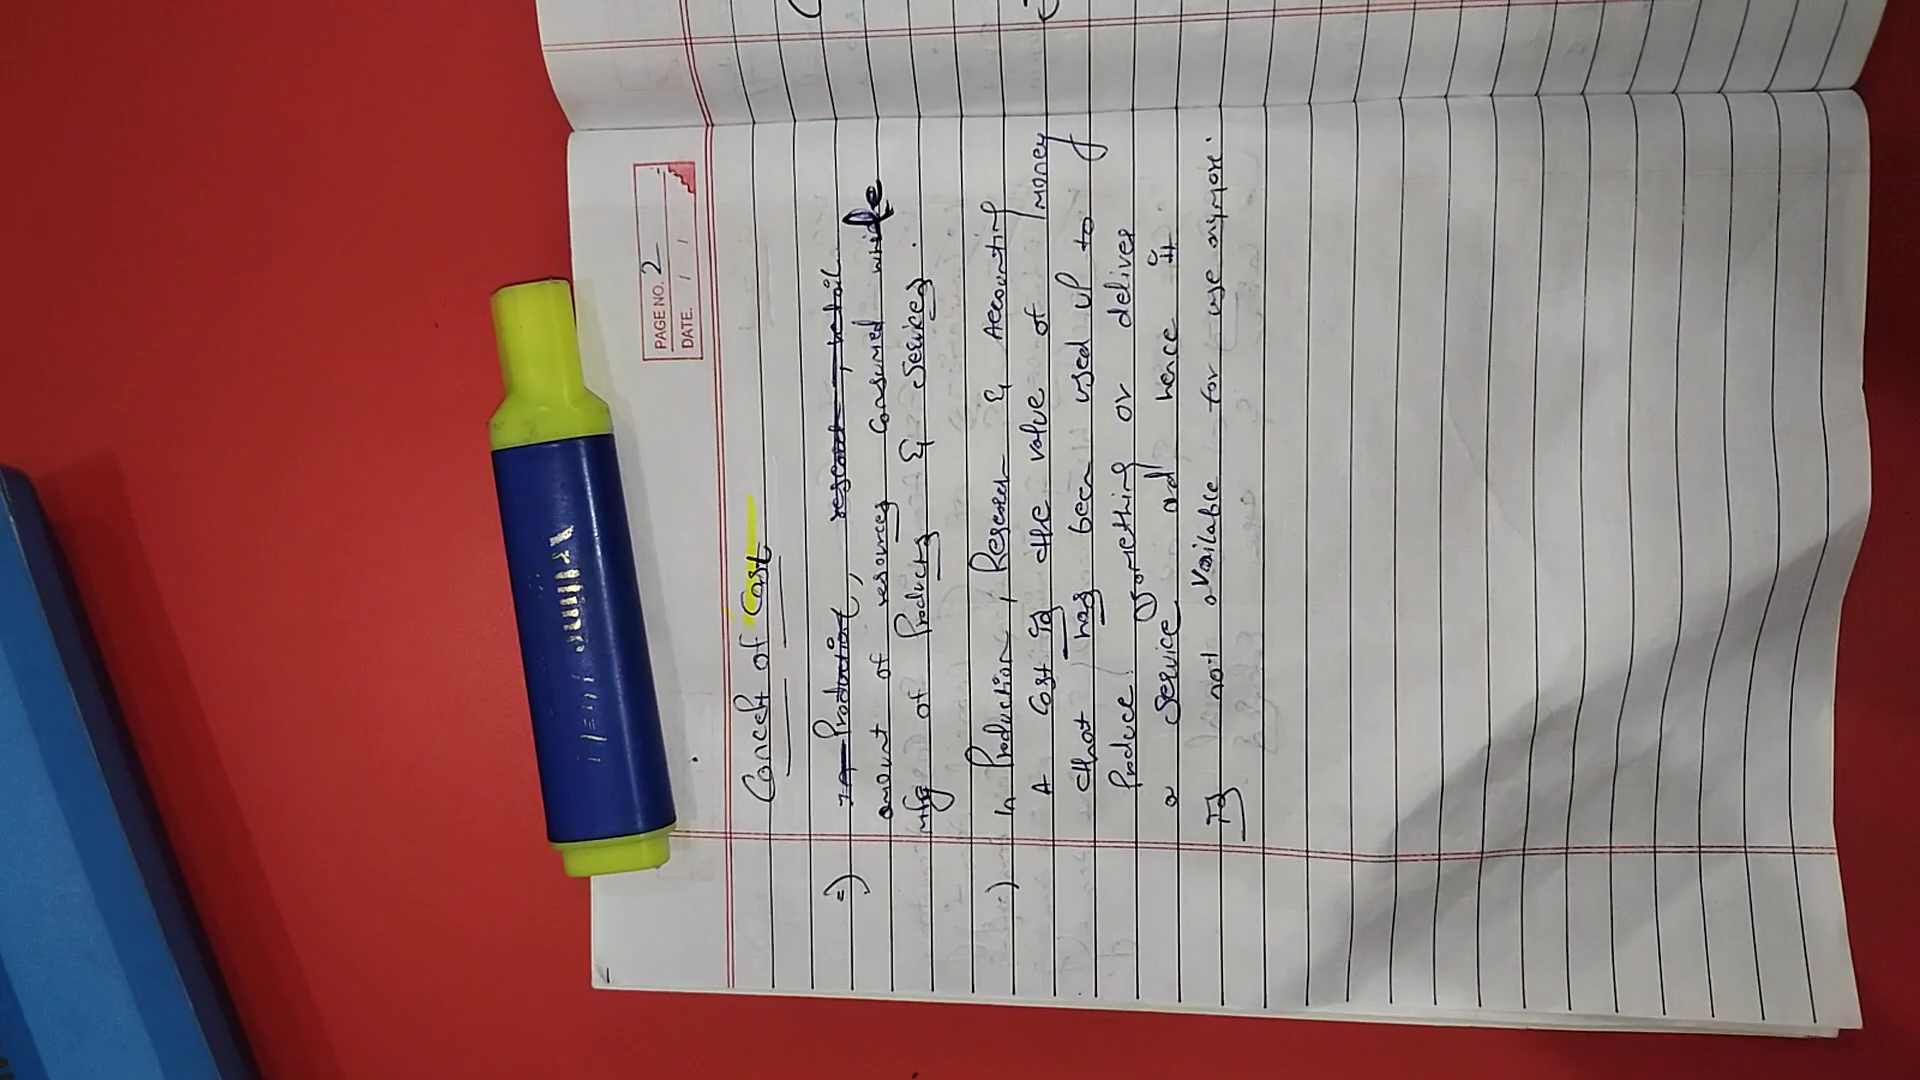 PAGE NO. 2
DATE. / /
Concept of Cost
=) In Production, research, retail
amount of resources consumed while
mfg of Products & Services.
=) In Production, Research & Accounting
A Cost is the value of money
that has been used up to
Produce something or deliver
a Service and hence it
Is not available for use anymore.